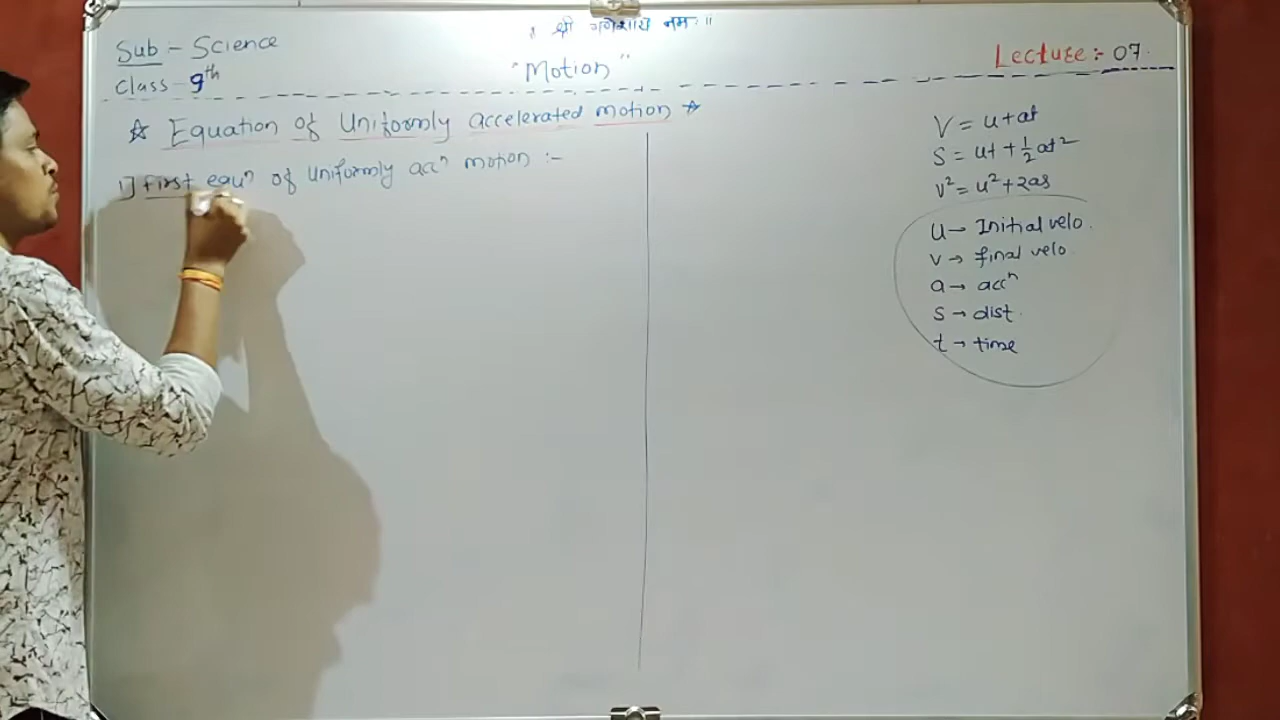 ॥ श्री गणेशाय नमः ॥
Sub :- Science
Class - 9th
"Motion"
Lecture :- 07.
☆ Equation of Uniformly accelerated motion ☆
1] First equⁿ of Uniformly accⁿ motion :-
V = u + at
S = ut + ½ at²
V² = u² + 2as
u → Initial velo.
v → final velo
a → accⁿ
S → dist.
t → time